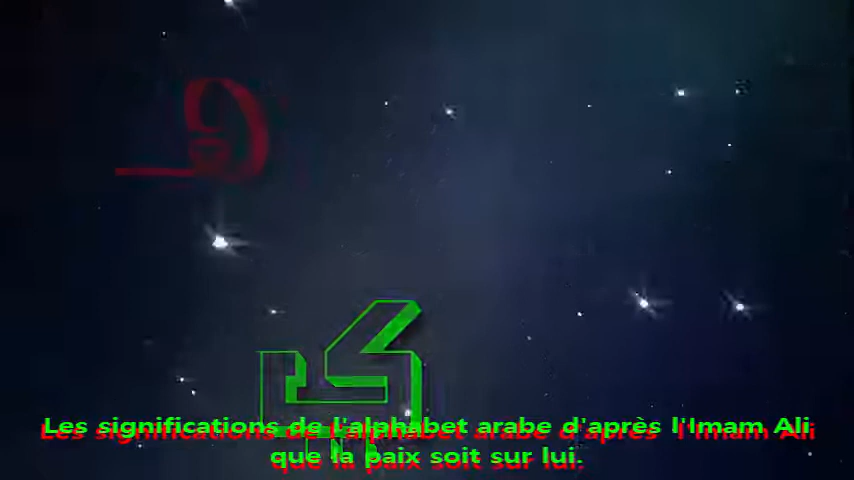 Les significations de l'alphabet arabe d'après l'Imam Ali
que la paix soit sur lui.